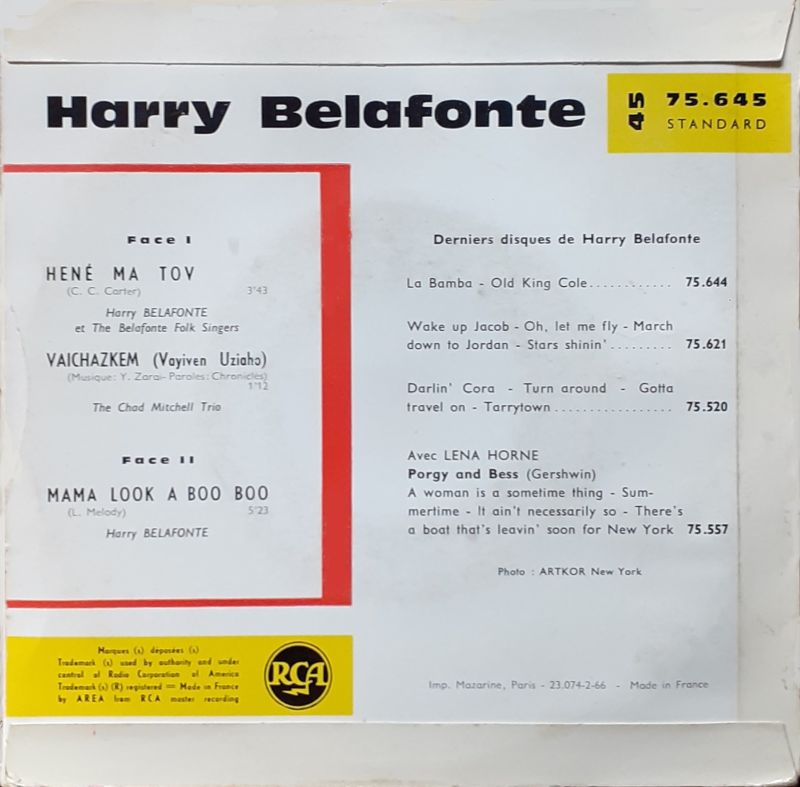 Harry Belafonte
45 75.645
STANDARD
Face I
HENÉ MA TOV
(C. C. Carter) 3'43
Harry BELAFONTE
et The Belafonte Folk Singers
VAICHAZKEM (Vayiven Uziaho)
(Musique: Y. Zarai- Paroles: Chronicles)
1'12
The Chad Mitchell Trio
Face II
MAMA LOOK A BOO BOO
(L. Melody) 5'23
Harry BELAFONTE
Derniers disques de Harry Belafonte
La Bamba - Old King Cole............ 75.644
Wake up Jacob - Oh, let me fly - March
down to Jordan - Stars shinin'......... 75.621
Darlin' Cora - Turn around - Gotta
travel on - Tarrytown................. 75.520
Avec LENA HORNE
Porgy and Bess (Gershwin)
A woman is a sometime thing - Sum-
mertime - It ain't necessarily so - There's
a boat that's leavin' soon for New York 75.557
Photo : ARTKOR New York
Marques (s) déposées (s)
Trademark (s) used by authority and under
control of Radio Corporation of America
Trademark (s) (R) registered — Made in France
by AREA from RCA master recording
RCA
Imp. Mazarine, Paris - 23.074-2-66 - Made in France